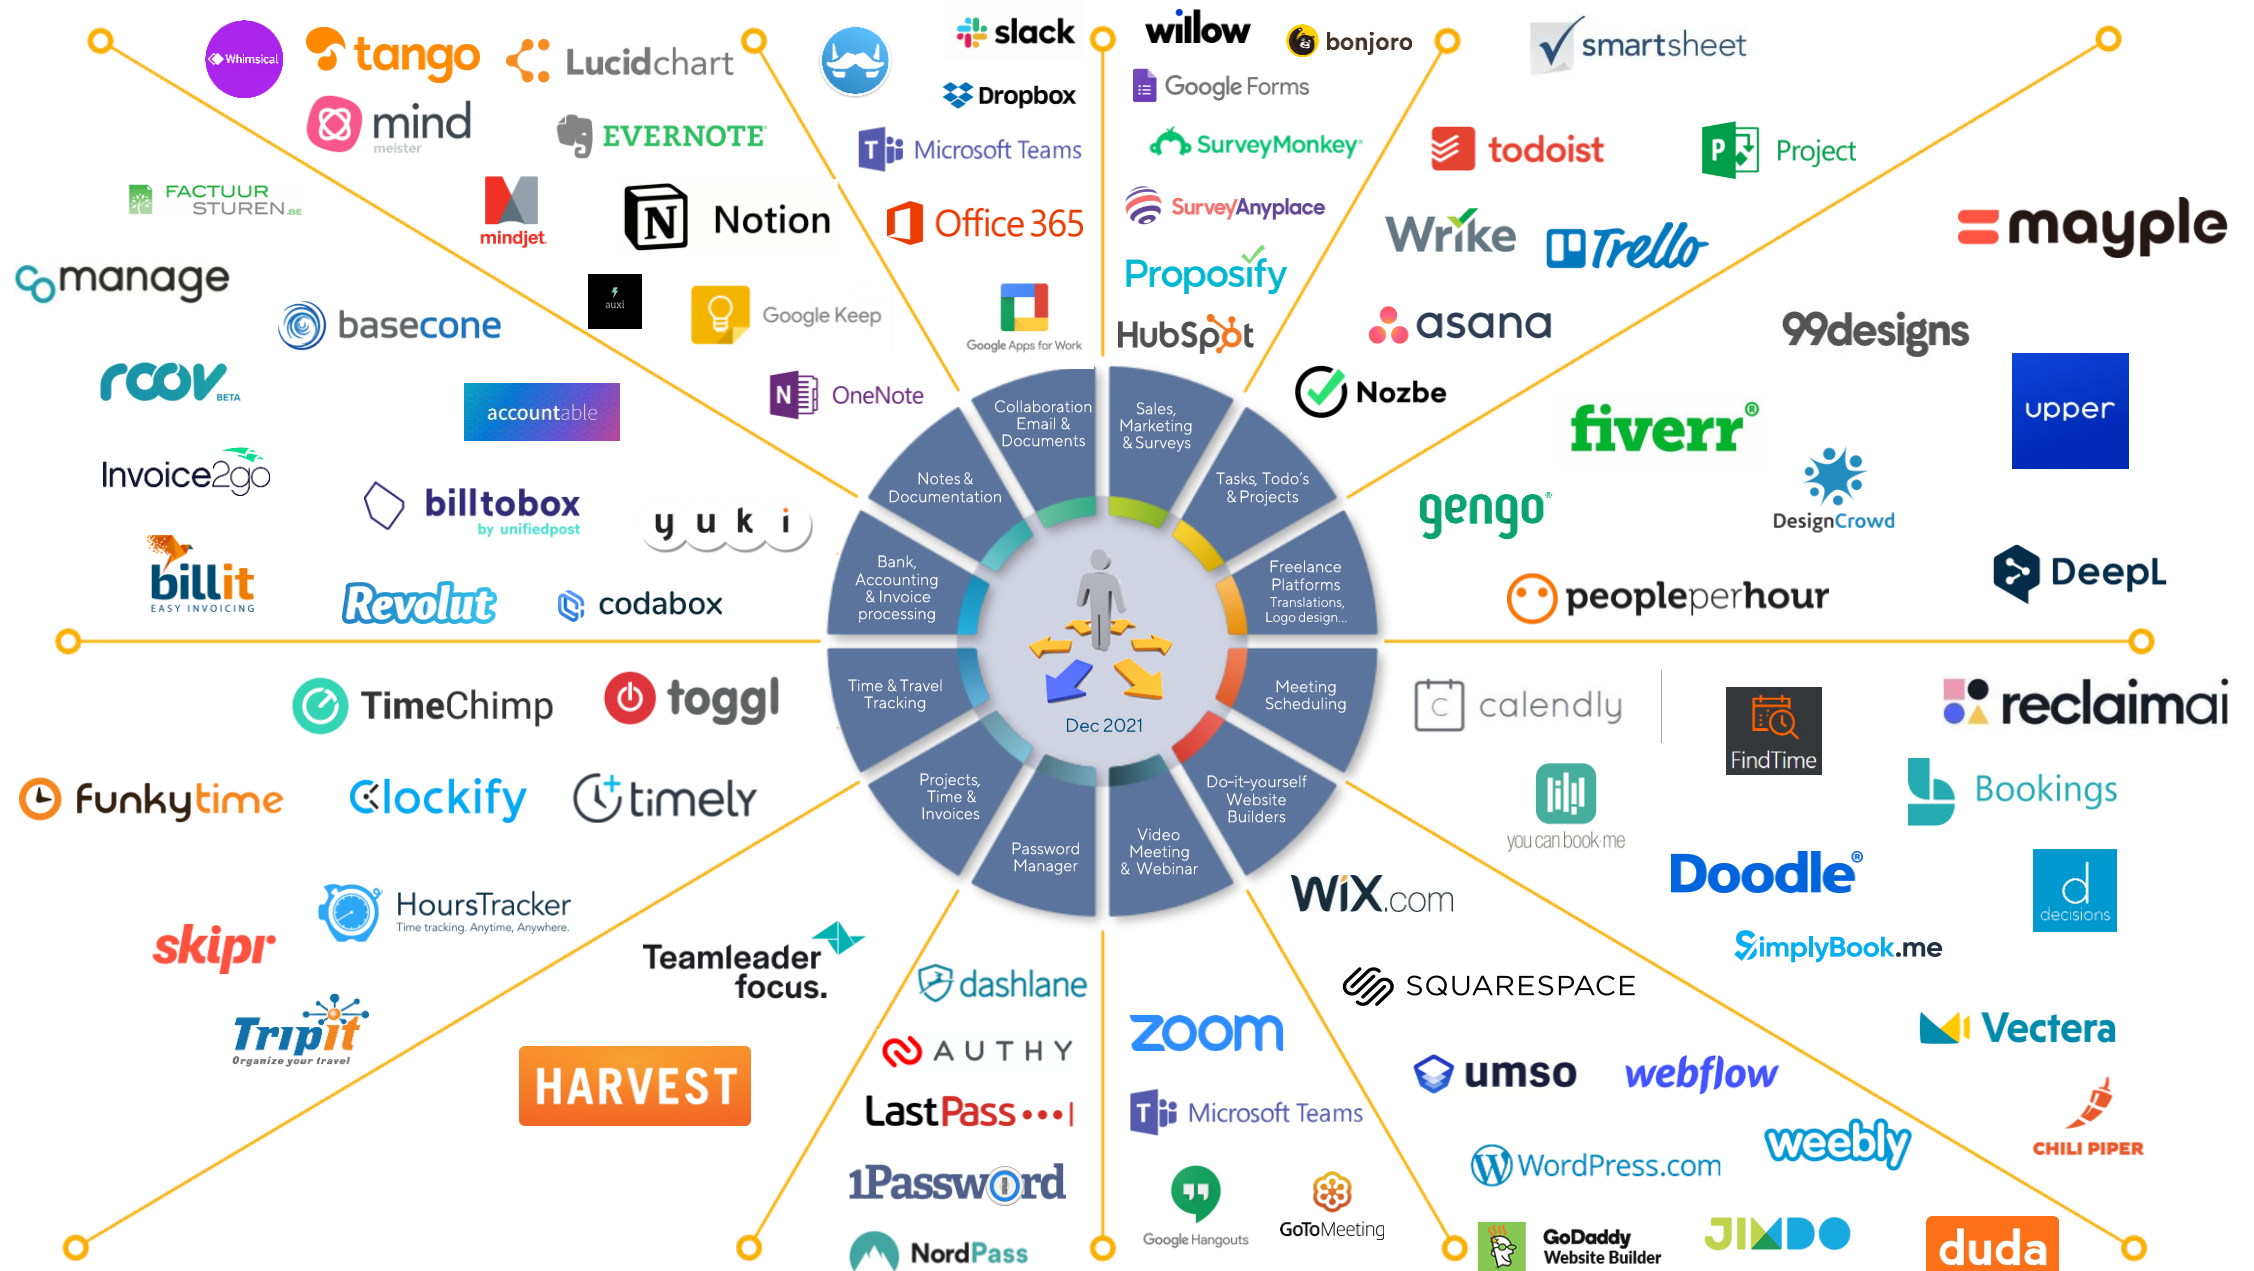 Whimsical
tango
Lucidchart
mind
meister
EVERNOTE
mindjet
Notion
auxi
Google Keep
OneNote
slack
Dropbox
Microsoft Teams
Office 365
Google Apps for Work
willow
bonjoro
Google Forms
SurveyMonkey®
SurveyAnyplace
Proposify
HubSpot
smartsheet
todoist
Project
Wrike
Trello
asana
Nozbe
mayple
99designs
upper
fiverr®
DesignCrowd
gengo®
DeepL
peopleperhour
FACTUUR
STUREN.BE
comanage
basecone
roov
BETA
accountable
Invoice2go
billtobox
by unifiedpost
yuki
billit
EASY INVOICING
Revolut
codabox
Collaboration
Email &
Documents
Sales,
Marketing
& Surveys
Notes &
Documentation
Tasks, Todo's
& Projects
Bank,
Accounting
& Invoice
processing
Freelance
Platforms
Translations,
Logo design...
Time & Travel
Tracking
Meeting
Scheduling
Projects,
Time &
Invoices
Do-it-yourself
Website
Builders
Password
Manager
Video
Meeting
& Webinar
Dec 2021
TimeChimp
toggl
funkytime
Clockify
timely
HoursTracker
Time tracking. Anytime, Anywhere.
skipr
Tripit
Organize your travel
Teamleader
focus.
HARVEST
dashlane
AUTHY
LastPass
1Password
NordPass
zoom
Microsoft Teams
Google Hangouts
GoToMeeting
WiX.com
SQUARESPACE
umso
webflow
WordPress.com
weebly
GoDaddy
Website Builder
JIMDO
duda
C calendly
FindTime
reclaimai
you can book me
Bookings
Doodle®
d
decisions
SimplyBook.me
Vectera
CHILI PIPER